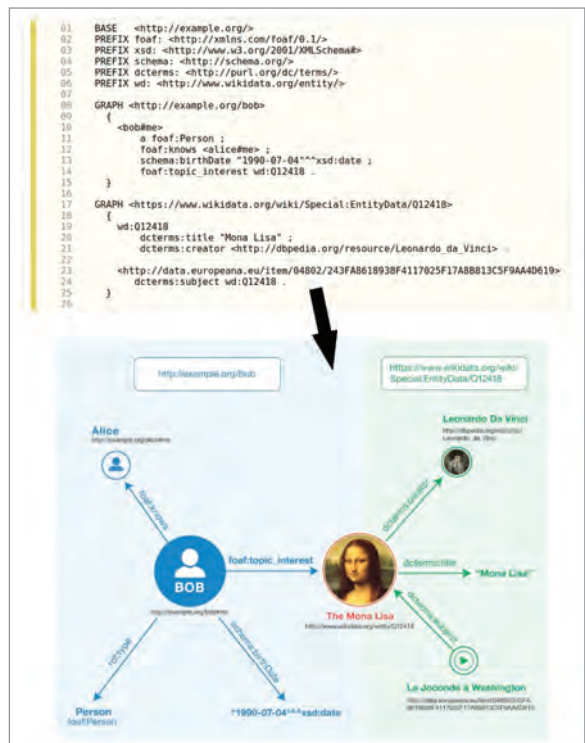 01 BASE <http://example.org/>
02 PREFIX foaf: <http://xmlns.com/foaf/0.1/>
03 PREFIX xsd: <http://www.w3.org/2001/XMLSchema#>
04 PREFIX schema: <http://schema.org/>
05 PREFIX dcterms: <http://purl.org/dc/terms/>
06 PREFIX wd: <http://www.wikidata.org/entity/>
07
08 GRAPH <http://example.org/bob>
09 {
10 <bob#me>
11 a foaf:Person ;
12 foaf:knows <alice#me> ;
13 schema:birthDate "1990-07-04"^^xsd:date ;
14 foaf:topic_interest wd:Q12418 .
15 }
16
17 GRAPH <https://www.wikidata.org/wiki/Special:EntityData/Q12418>
18 {
19 wd:Q12418
20 dcterms:title "Mona Lisa" ;
21 dcterms:creator <http://dbpedia.org/resource/Leonardo_da_Vinci> .
22
23 <http://data.europeana.eu/item/04802/243FA8618938F4117025F17A8B813C5F9AA4D619>
24 dcterms:subject wd:Q12418 .
25 }
26
http://example.org/Bob
Https://www.wikidata.org/wiki/
Special:EntityData/Q12418
Alice
Leonardo Da Vinci
foaf:knows
dcterms:creator
foaf:topic_interest
dcterms:title
"Mona Lisa"
BOB
The Mona Lisa
http://www.wikidata.org/entity/Q12418
dcterms:subject
rdf:type
schema:birthDate
La Joconde à Washington
Person
foaf:Person
"1990-07-04"^^xsd:date